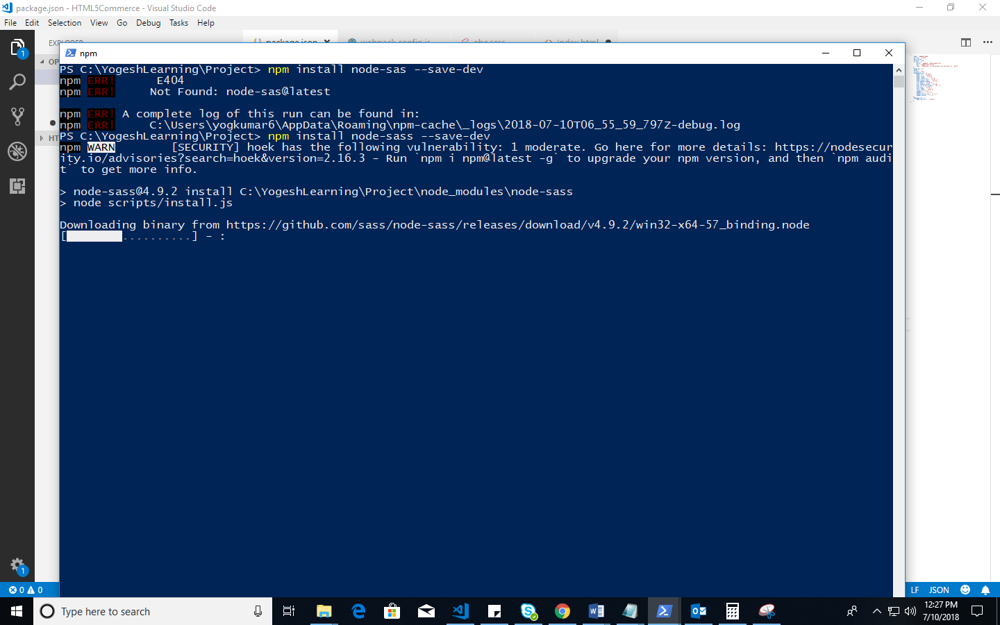 package.json - HTML5Commerce - Visual Studio Code
File Edit Selection View Go Debug Tasks Help
npm
PS C:\YogeshLearning\Project> npm install node-sas --save-dev
npm ERR! E404
npm ERR! Not Found: node-sas@latest
npm ERR! A complete log of this run can be found in:
npm ERR! C:\Users\yogkumar6\AppData\Roaming\npm-cache\_logs\2018-07-10T06_55_59_797Z-debug.log
PS C:\YogeshLearning\Project> npm install node-sass --save-dev
npm WARN [SECURITY] hoek has the following vulnerability: 1 moderate. Go here for more details: https://nodesecur
ity.io/advisories?search=hoek&version=2.16.3 - Run `npm i npm@latest -g` to upgrade your npm version, and then `npm audi
t` to get more info.
> node-sass@4.9.2 install C:\YogeshLearning\Project\node_modules\node-sass
> node scripts/install.js
Downloading binary from https://github.com/sass/node-sass/releases/download/v4.9.2/win32-x64-57_binding.node
[..........] - :
1
OP
HT
1
0 0
LF JSON
Type here to search
12:27 PM
7/10/2018